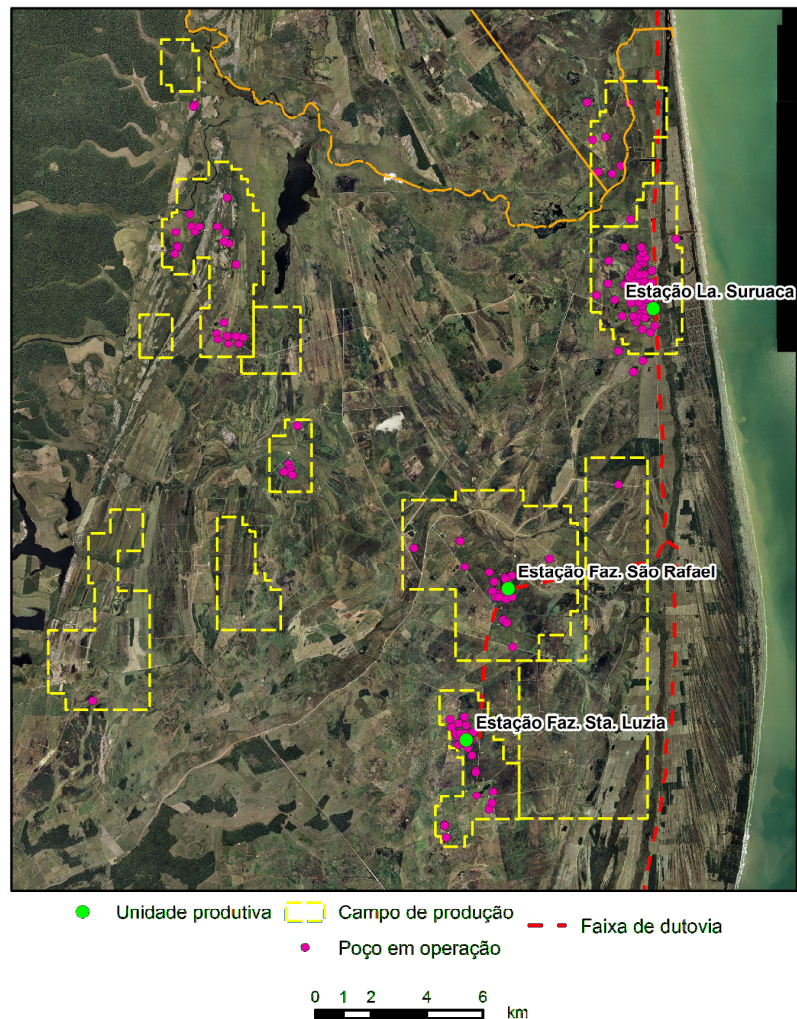 Estação La. Suruaca
Estação Faz. São Rafael
Estação Faz. Sta. Luzia
Unidade produtiva
Campo de produção
Faixa de dutovia
Poço em operação
0 1 2 4 6 km